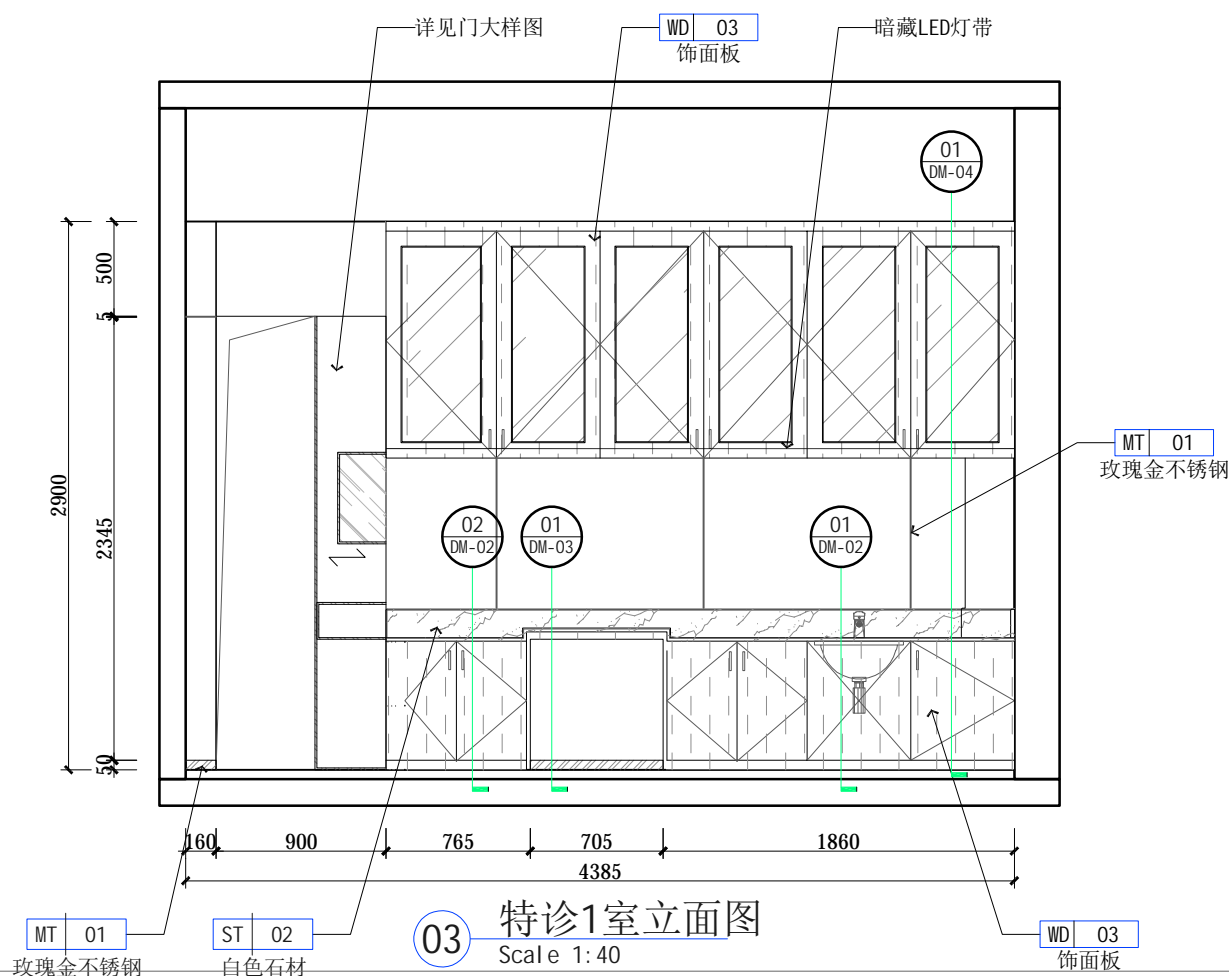 详见门大样图
WD 03
饰面板
暗藏LED灯带
01
DM-04
500
5
2900
2345
50
MT 01
玫瑰金不锈钢
02
DM-02
01
DM-03
01
DM-02
160 900 765 705 1860
4385
MT 01
玫瑰金不锈钢
ST 02
白色石材
03
特诊1室立面图
Scale 1:40
WD 03
饰面板